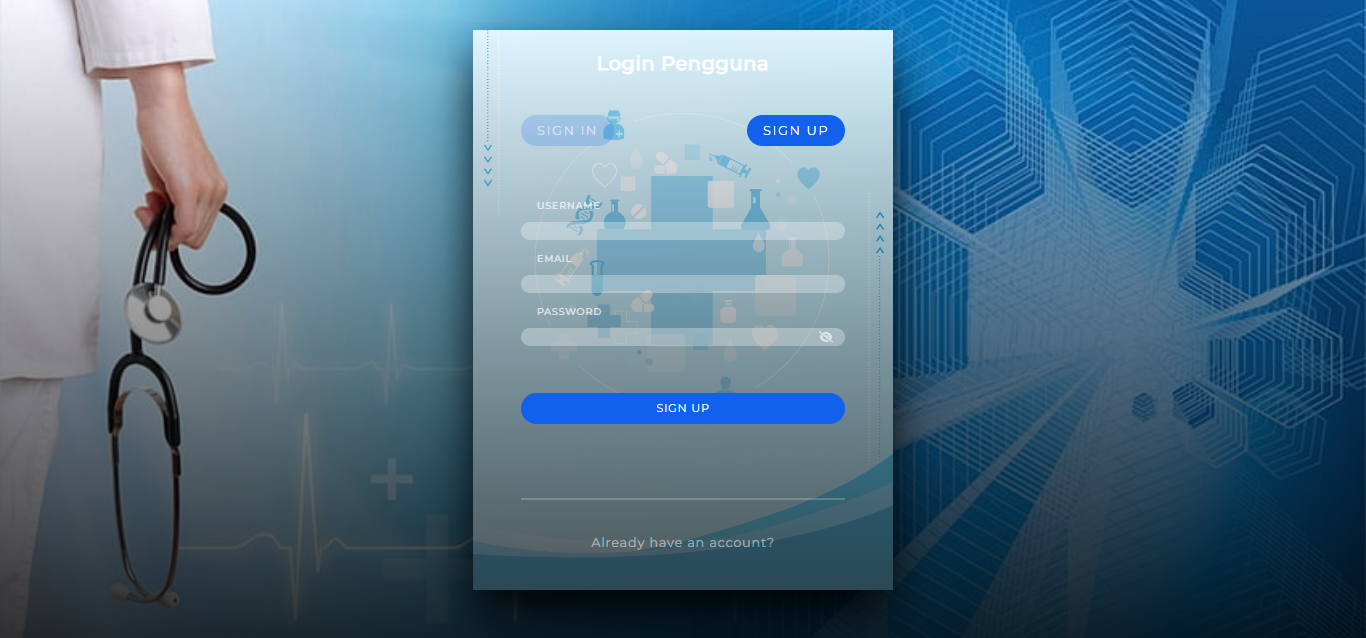 Login Pengguna
SIGN IN
SIGN UP
USERNAME
EMAIL
PASSWORD
SIGN UP
Already have an account?